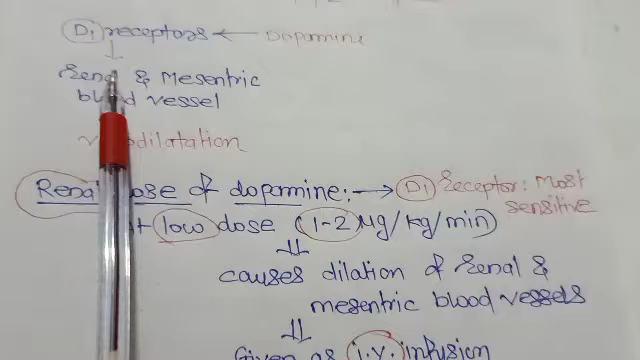 D1 receptors ← Dopamine
↓
Renal & Mesentric
blood vessel
vasodilatation
Renal dose of dopamine:- → D1 Receptor: Most
sensitive
At low dose (1-2 μg/kg/min)
⇓
causes dilation of renal &
mesentric blood vessels
⇓
Given as I.V. infusion